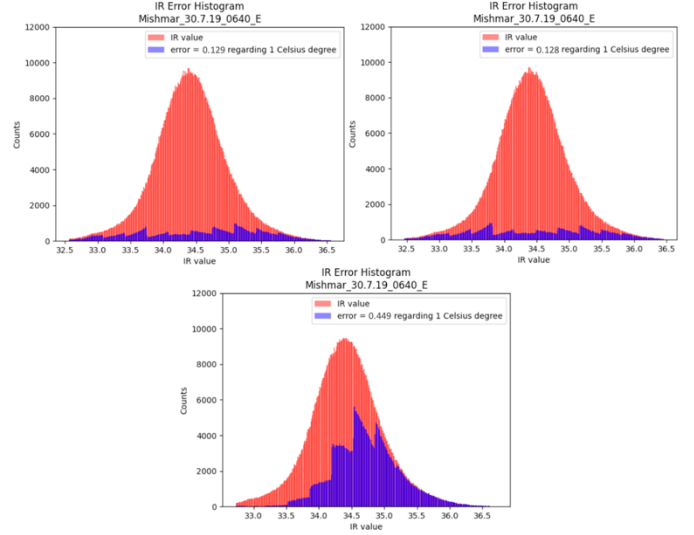 IR Error Histogram
Mishmar_30.7.19_0640_E
IR value
error = 0.129 regarding 1 Celsius degree
Counts
12000
10000
8000
6000
4000
2000
0
32.5 33.0 33.5 34.0 34.5 35.0 35.5 36.0 36.5
IR value
IR Error Histogram
Mishmar_30.7.19_0640_E
IR value
error = 0.128 regarding 1 Celsius degree
Counts
12000
10000
8000
6000
4000
2000
0
32.5 33.0 33.5 34.0 34.5 35.0 35.5 36.0 36.5
IR value
IR Error Histogram
Mishmar_30.7.19_0640_E
IR value
error = 0.449 regarding 1 Celsius degree
Counts
12000
10000
8000
6000
4000
2000
0
33.0 33.5 34.0 34.5 35.0 35.5 36.0 36.5
IR value